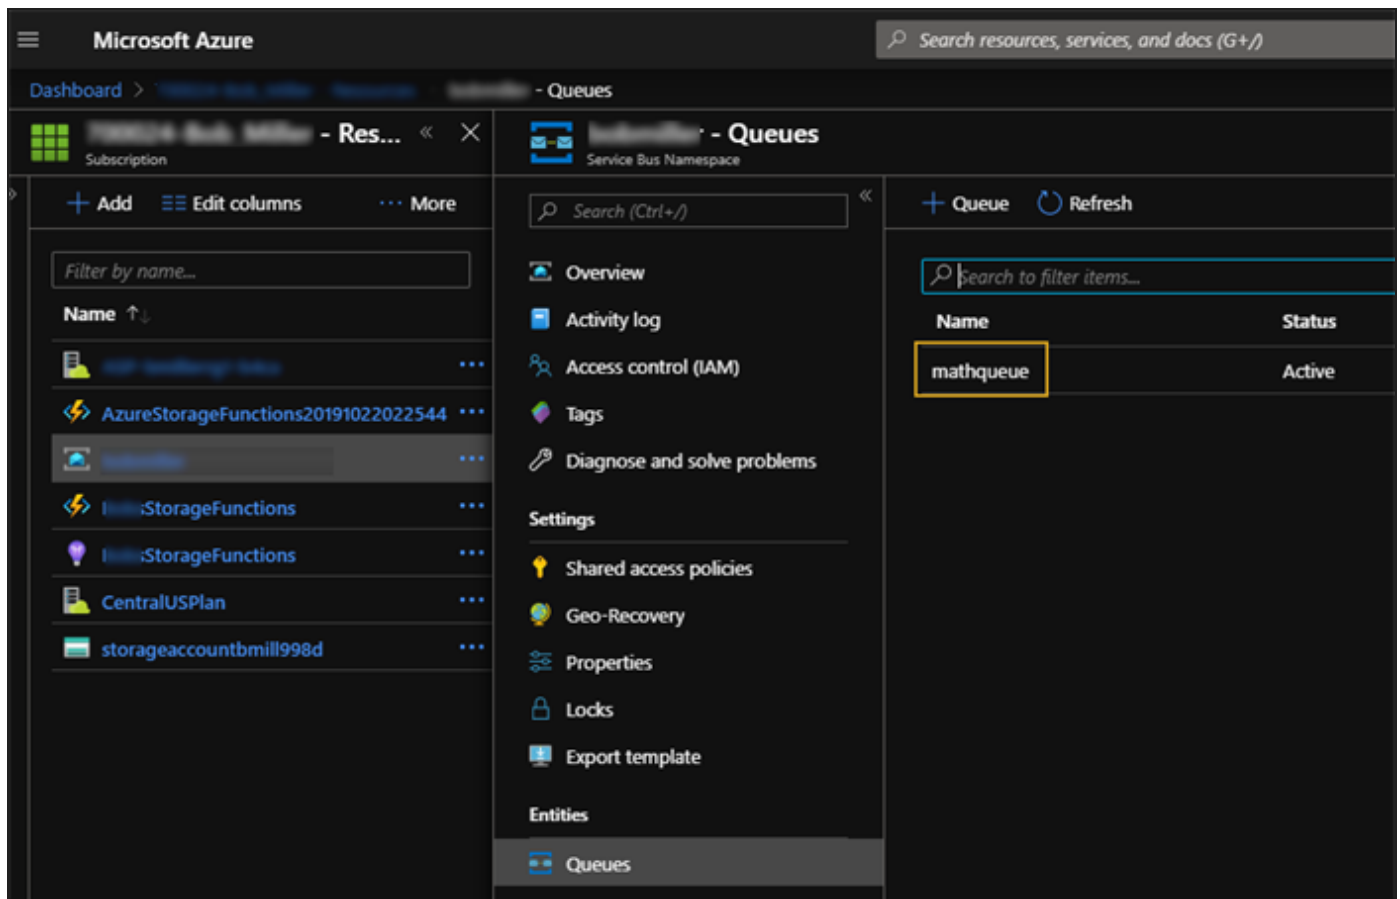 Microsoft Azure
Search resources, services, and docs (G+/)
Dashboard > - Queues
- Res... «
Subscription
- Queues
Service Bus Namespace
Add Edit columns ... More
Filter by name...
Name
AzureStorageFunctions20191022022544 ...
StorageFunctions ...
StorageFunctions ...
CentralUSPlan ...
storageaccountbmill998d ...
Search (Ctrl+/) «
Overview
Activity log
Access control (IAM)
Tags
Diagnose and solve problems
Settings
Shared access policies
Geo-Recovery
Properties
Locks
Export template
Entities
Queues
Queue Refresh
Search to filter items...
Name Status
mathqueue Active